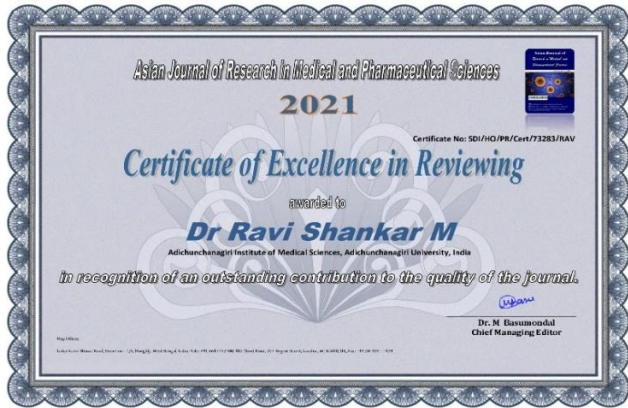 Asian Journal of Research in Medical and Pharmaceutical Sciences
2021
Certificate No: SDI/HQ/PR/Cert/73283/RAV
Certificate of Excellence in Reviewing
awarded to
Dr Ravi Shankar M
Adichunchanagiri Institute of Medical Sciences, Adichunchanagiri University, India
in recognition of an outstanding contribution to the quality of the journal.
Dr. M Basumondal
Chief Managing Editor